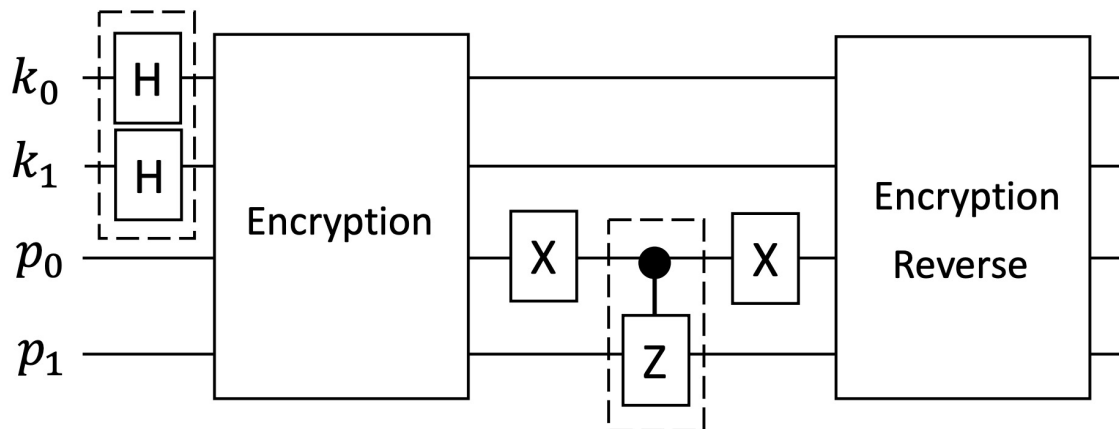 k₀
H
k₁
H
p₀
p₁
Encryption
X
Z
X
Encryption
Reverse